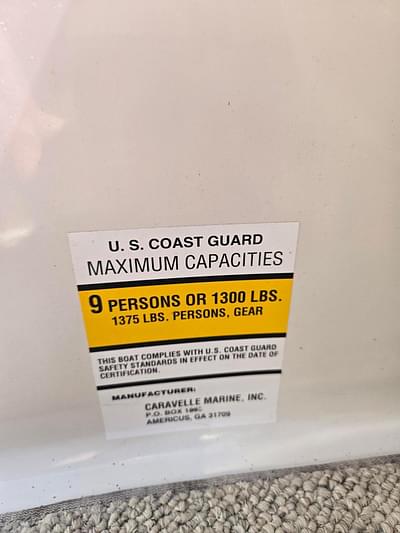 U. S. COAST GUARD
MAXIMUM CAPACITIES
9 PERSONS OR 1300 LBS.
1375 LBS. PERSONS, GEAR
THIS BOAT COMPLIES WITH U.S. COAST GUARD
SAFETY STANDARDS IN EFFECT ON THE DATE OF
CERTIFICATION.
MANUFACTURER:
CARAVELLE MARINE, INC.
P.O. BOX
AMERICUS, GA 31709